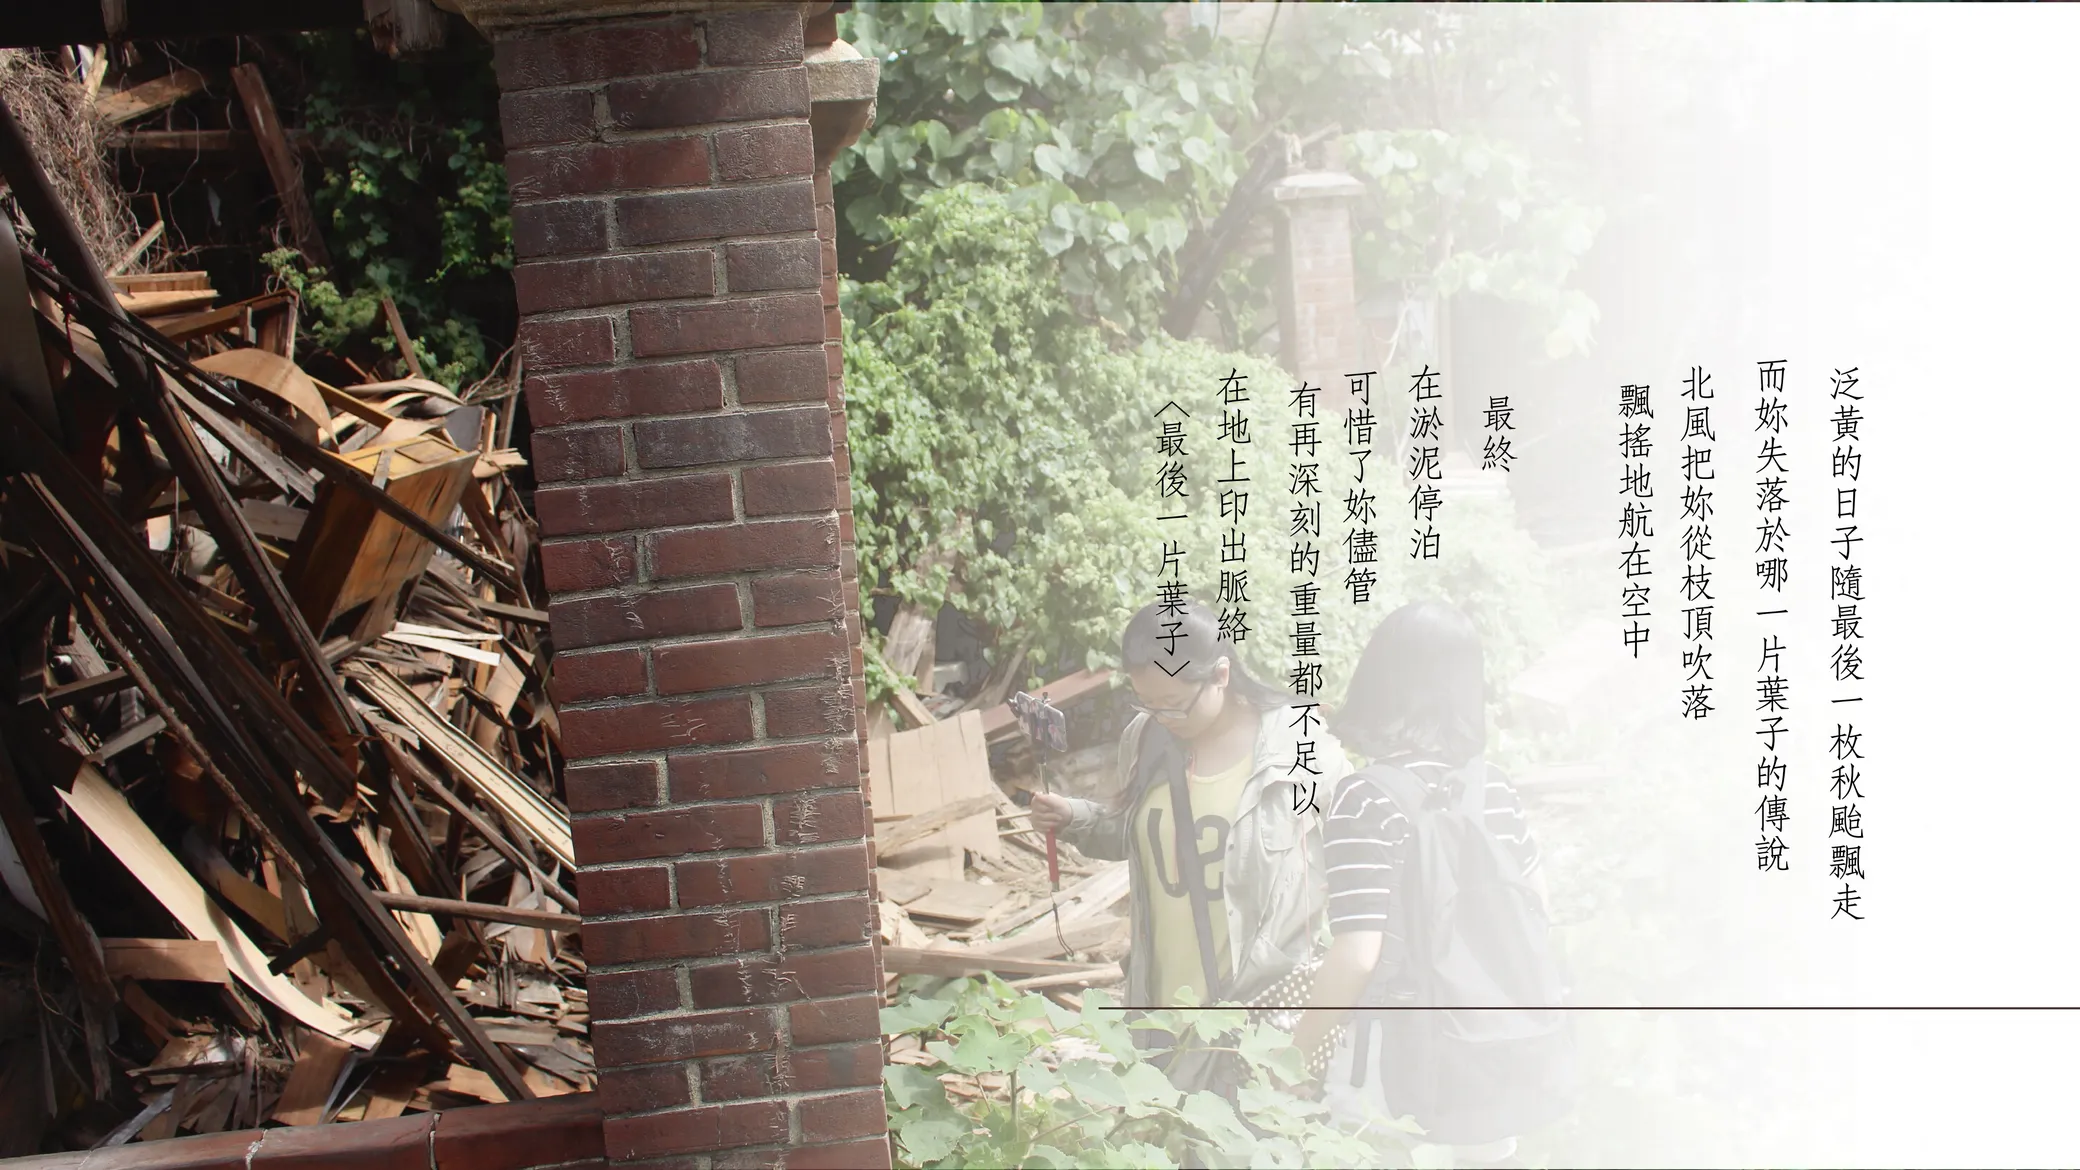 泛黃的日子隨最後一枚秋颱飄走
而妳失落於哪一片葉子的傳說
北風把妳從枝頂吹落
飄搖地航在空中
最終
在淤泥停泊
可惜了妳儘管
有再深刻的重量都不足以
在地上印出脈絡
〈最後一片葉子〉
U2